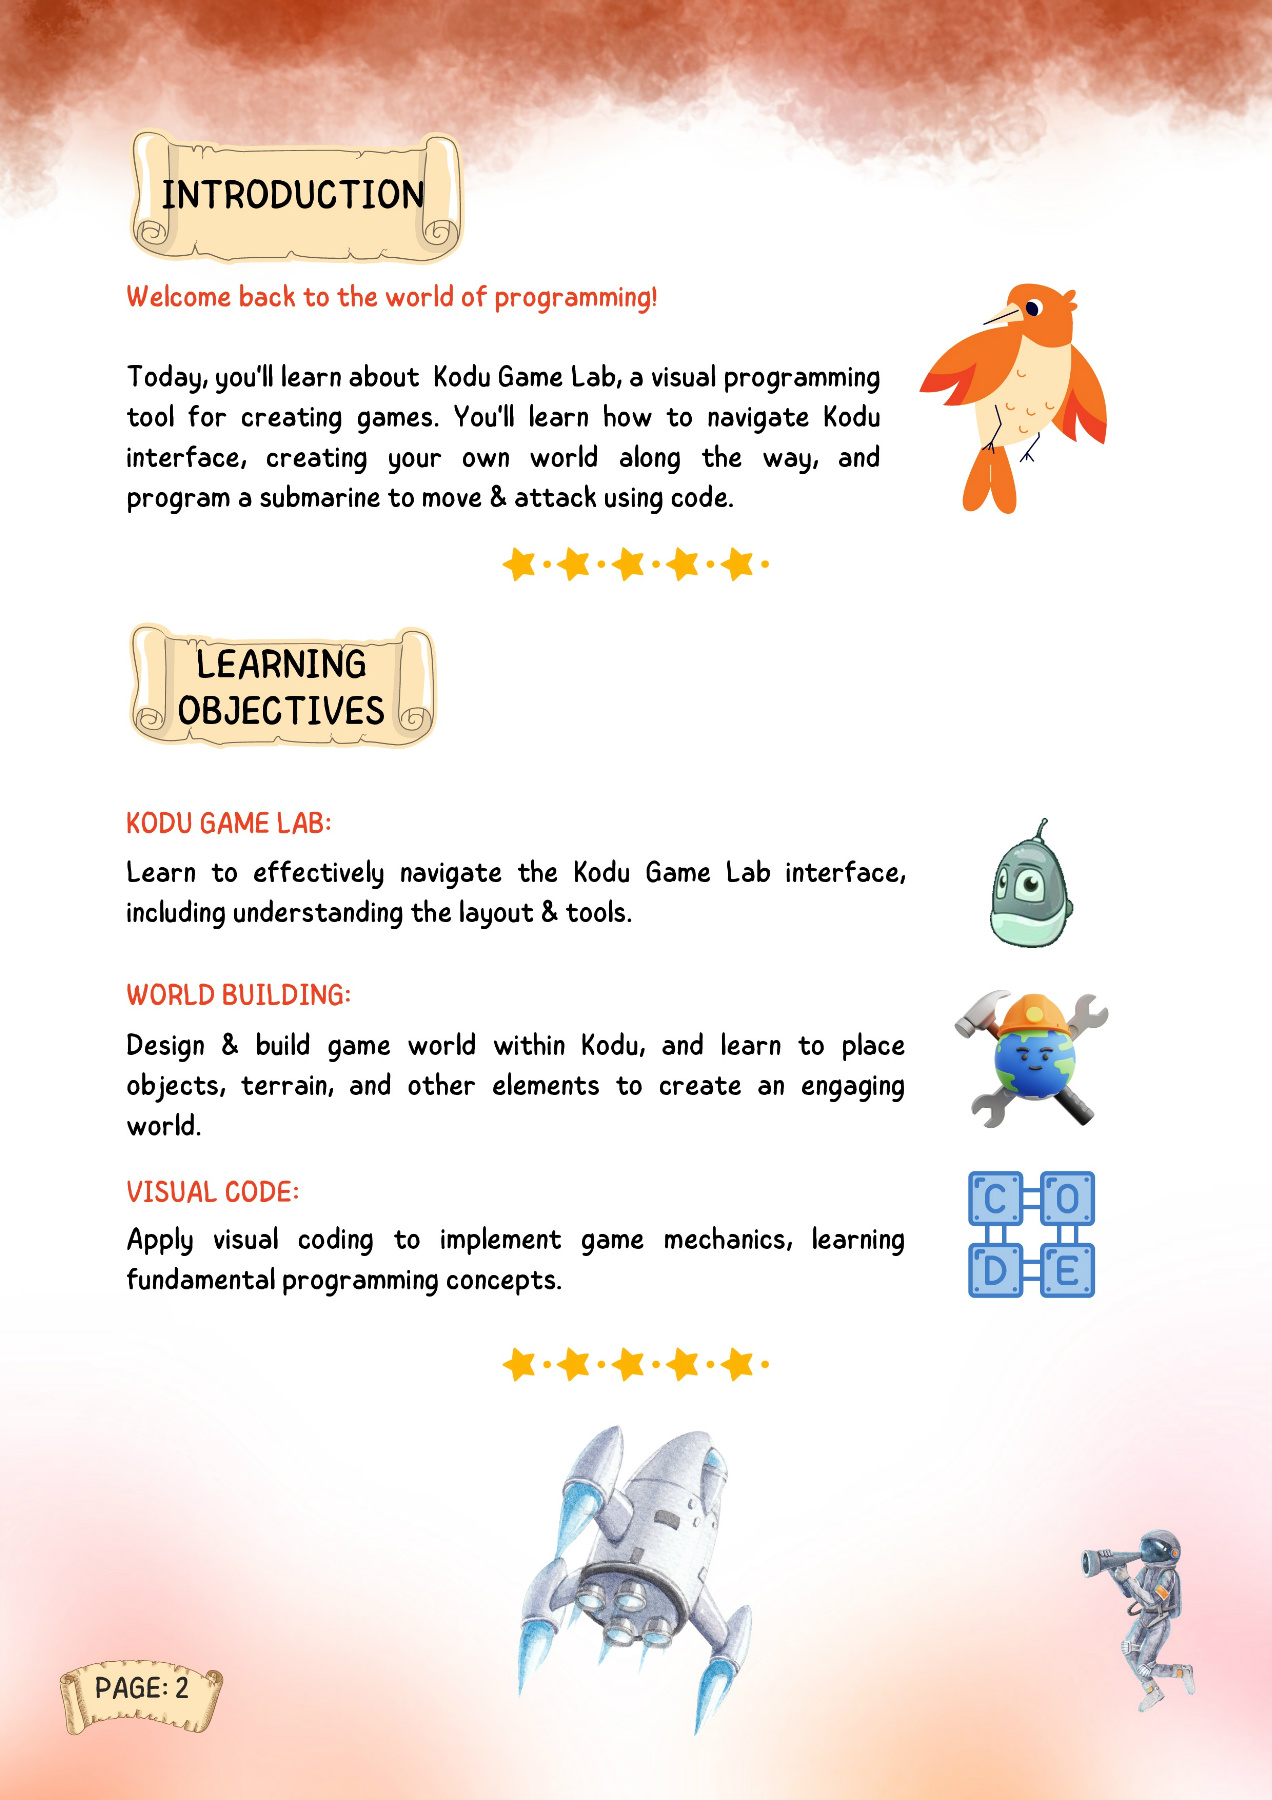 INTRODUCTION
Welcome back to the world of programming!
Today, you'll learn about Kodu Game Lab, a visual programming
tool for creating games. You'll learn how to navigate Kodu
interface, creating your own world along the way, and
program a submarine to move & attack using code.
LEARNING
OBJECTIVES
KODU GAME LAB:
Learn to effectively navigate the Kodu Game Lab interface,
including understanding the layout & tools.
WORLD BUILDING:
Design & build game world within Kodu, and learn to place
objects, terrain, and other elements to create an engaging
world.
VISUAL CODE:
Apply visual coding to implement game mechanics, learning
fundamental programming concepts.
C O
D E
PAGE: 2